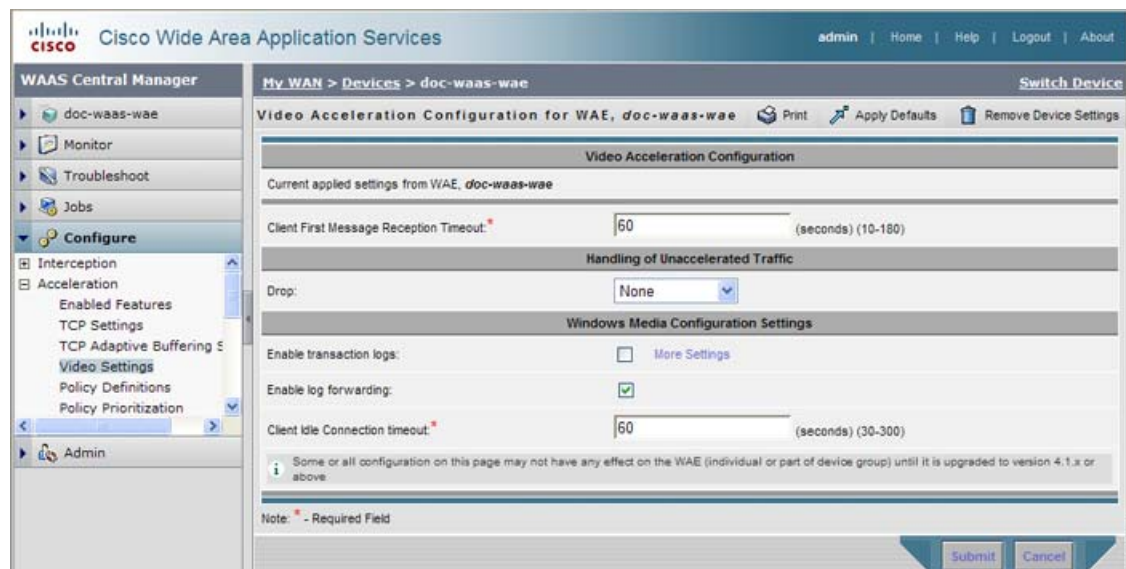 CISCO
Cisco Wide Area Application Services
admin | Home | Help | Logout | About
WAAS Central Manager
doc-waas-wae
Monitor
Troubleshoot
Jobs
Configure
Interception
Acceleration
Enabled Features
TCP Settings
TCP Adaptive Buffering S
Video Settings
Policy Definitions
Policy Prioritization
Admin
My WAN > Devices > doc-waas-wae
Switch Device
Video Acceleration Configuration for WAE, doc-waas-wae
Print
Apply Defaults
Remove Device Settings
Video Acceleration Configuration
Current applied settings from WAE, doc-waas-wae
Client First Message Reception Timeout:* 60 (seconds) (10-180)
Handling of Unaccelerated Traffic
Drop: None
Windows Media Configuration Settings
Enable transaction logs: More Settings
Enable log forwarding:
Client Idle Connection timeout:* 60 (seconds) (30-300)
i Some or all configuration on this page may not have any effect on the WAE (individual or part of device group) until it is upgraded to version 4.1.x or
above
Note: * - Required Field
Submit
Cancel